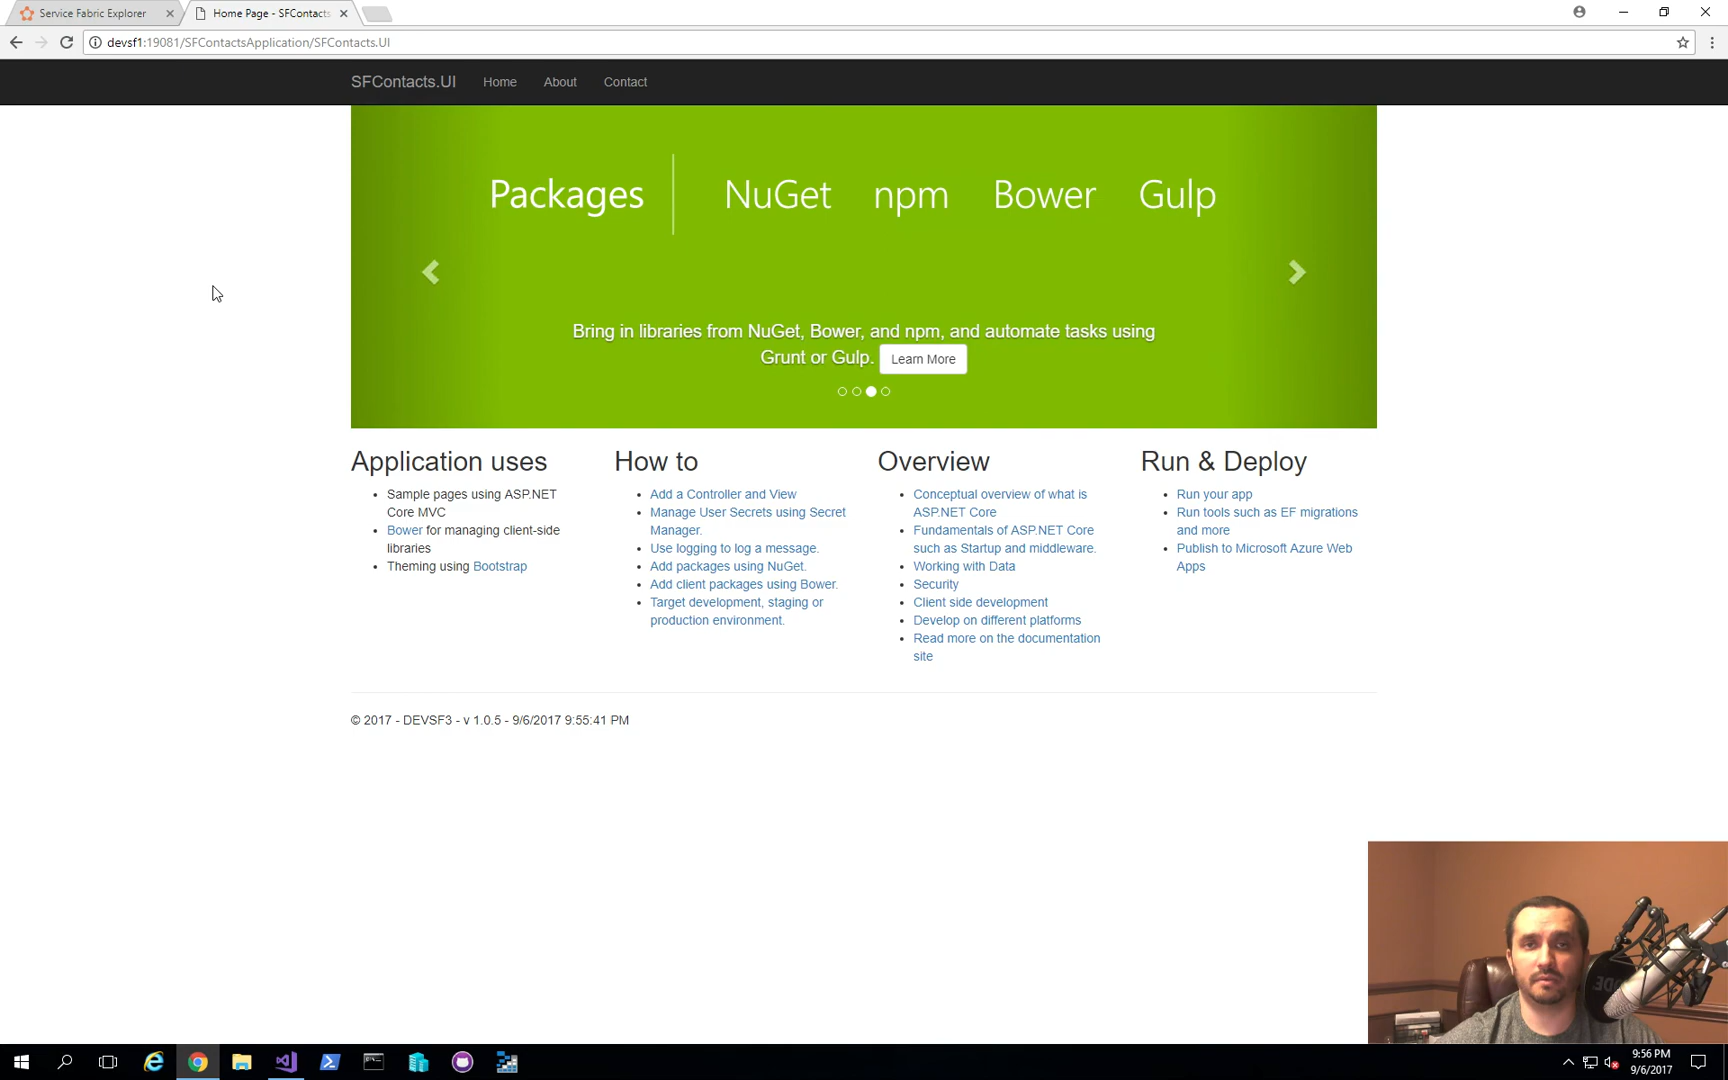 Service Fabric Explorer
Home Page - SFContacts
devsf1:19081/SFContactsApplication/SFContacts.UI
SFContacts.UI Home About Contact
Packages NuGet npm Bower Gulp
Bring in libraries from NuGet, Bower, and npm, and automate tasks using
Grunt or Gulp. Learn More
Application uses
Sample pages using ASP.NET
Core MVC
Bower for managing client-side
libraries
Theming using Bootstrap
How to
Add a Controller and View
Manage User Secrets using Secret
Manager.
Use logging to log a message.
Add packages using NuGet.
Add client packages using Bower.
Target development, staging or
production environment.
Overview
Conceptual overview of what is
ASP.NET Core
Fundamentals of ASP.NET Core
such as Startup and middleware.
Working with Data
Security
Client side development
Develop on different platforms
Read more on the documentation
site
Run & Deploy
Run your app
Run tools such as EF migrations
and more
Publish to Microsoft Azure Web
Apps
© 2017 - DEVSF3 - v 1.0.5 - 9/6/2017 9:55:41 PM
9:56 PM
9/6/2017